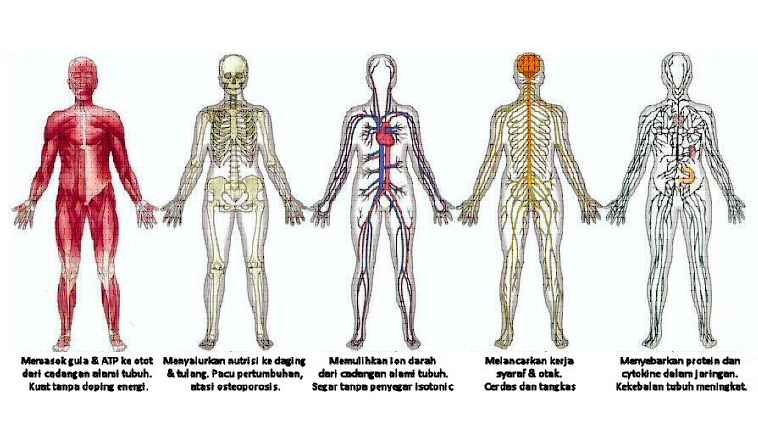 Memasok gula & ATP ke otot
dari cadangan alami tubuh.
Kuat tanpa doping energi.
Menyalurkan nutrisi ke daging
& tulang. Pacu pertumbuhan,
atasi osteoporosis.
Memulihkan ion darah
dari cadangan alami tubuh.
Segar tanpa penyegar isotonic
Melancarkan kerja
syaraf & otak.
Cerdas dan tangkas
Menyebarkan protein dan
cytokine dalam jaringan.
Kekebalan tubuh meningkat.